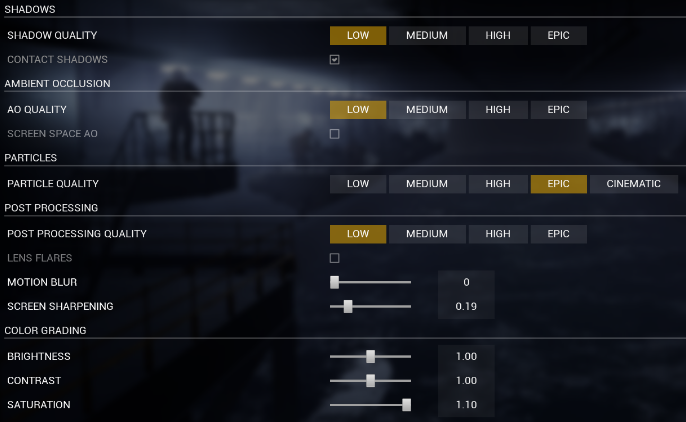 SHADOWS
SHADOW QUALITY LOW MEDIUM HIGH EPIC
CONTACT SHADOWS
AMBIENT OCCLUSION
AO QUALITY LOW MEDIUM HIGH EPIC
SCREEN SPACE AO
PARTICLES
PARTICLE QUALITY LOW MEDIUM HIGH EPIC CINEMATIC
POST PROCESSING
POST PROCESSING QUALITY LOW MEDIUM HIGH EPIC
LENS FLARES
MOTION BLUR 0
SCREEN SHARPENING 0.19
COLOR GRADING
BRIGHTNESS 1.00
CONTRAST 1.00
SATURATION 1.10